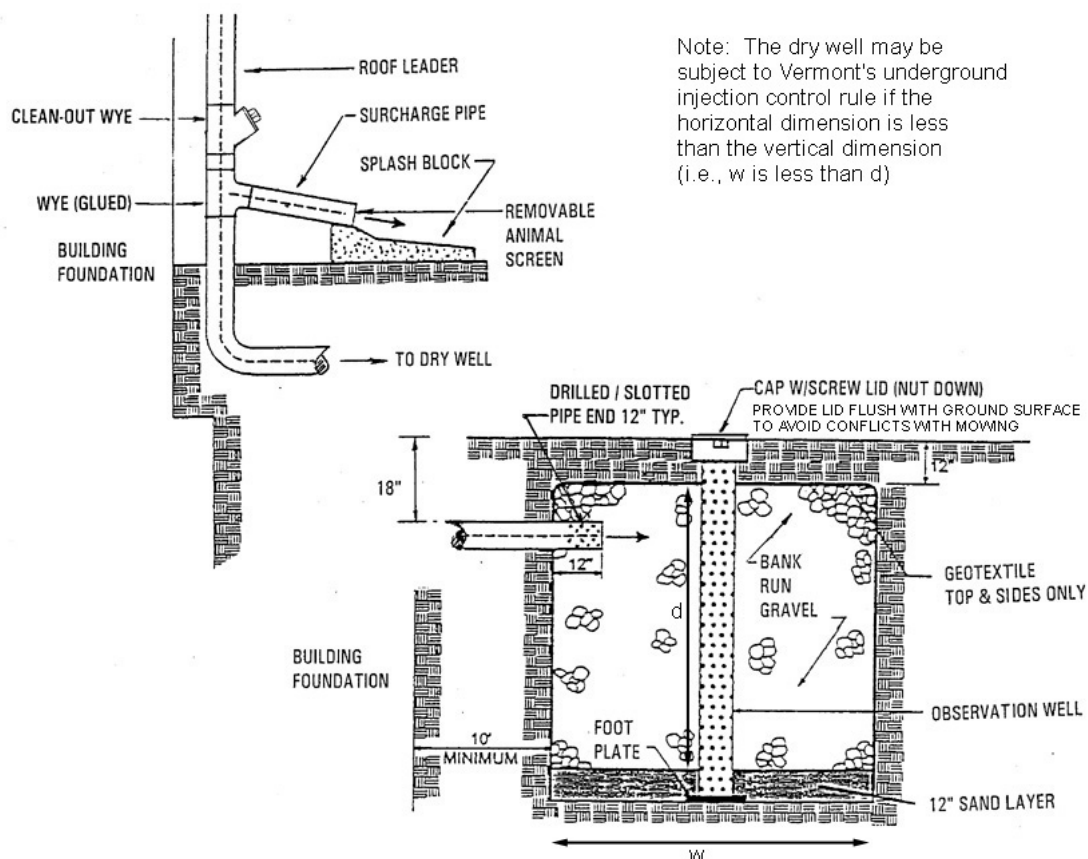 ROOF LEADER
CLEAN-OUT WYE
SURCHARGE PIPE
SPLASH BLOCK
WYE (GLUED)
REMOVABLE
ANIMAL
SCREEN
BUILDING
FOUNDATION
TO DRY WELL
Note: The dry well may be
subject to Vermont's underground
injection control rule if the
horizontal dimension is less
than the vertical dimension
(i.e., w is less than d)
DRILLED / SLOTTED
PIPE END 12" TYP.
CAP W/SCREW LID (NUT DOWN)
PROVIDE LID FLUSH WITH GROUND SURFACE
TO AVOID CONFLICTS WITH MOWING
18"
12"
12"
BANK
RUN
GRAVEL
d
GEOTEXTILE
TOP & SIDES ONLY
BUILDING
FOUNDATION
OBSERVATION WELL
FOOT
PLATE
10'
MINIMUM
12" SAND LAYER
W